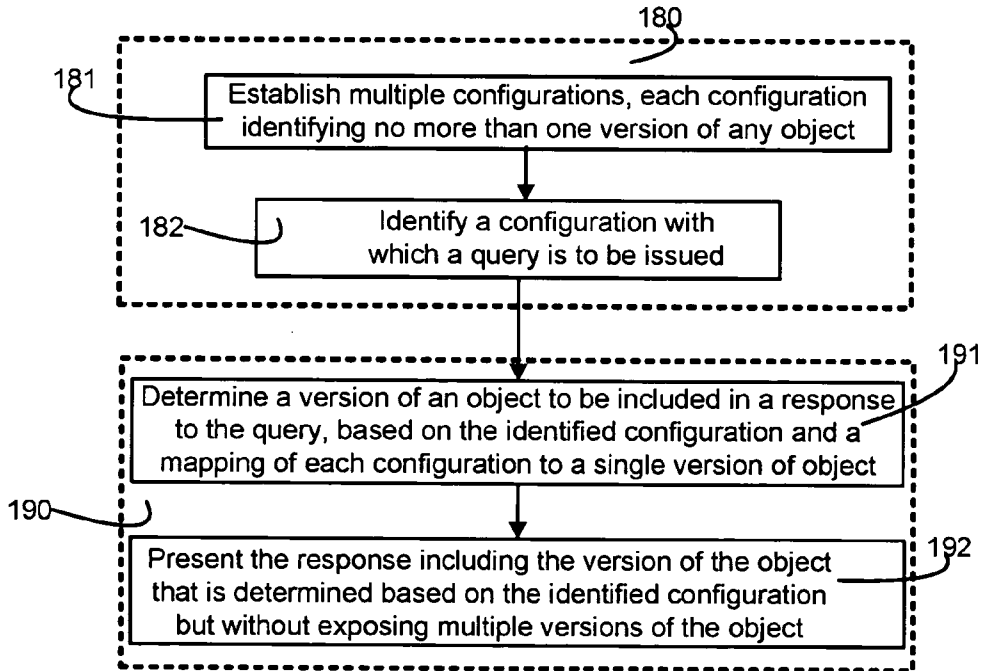 180
181
Establish multiple configurations, each configuration
identifying no more than one version of any object
182
Identify a configuration with
which a query is to be issued
191
Determine a version of an object to be included in a response
to the query, based on the identified configuration and a
mapping of each configuration to a single version of object
190
192
Present the response including the version of the object
that is determined based on the identified configuration
but without exposing multiple versions of the object